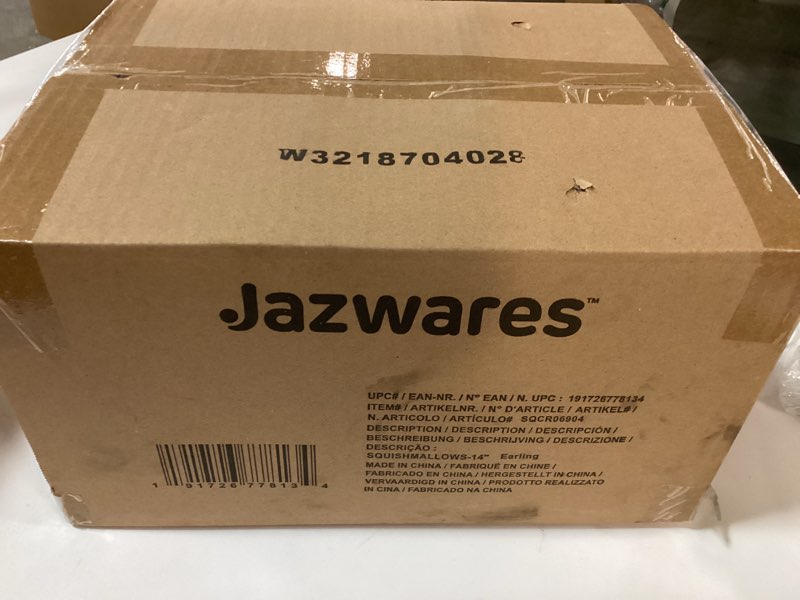 W3218704028
Jazwares™
UPC# / EAN-NR. / Nº EAN / N. UPC : 191726778134
ITEM# / ARTIKELNR. / Nº D'ARTICLE / ARTIKEL# /
N. ARTICOLO / ARTÍCULO# SQCR06904
DESCRIPTION / DESCRIPTION / DESCRIPCIÓN /
BESCHREIBUNG / BESCHRIJVING / DESCRIZIONE /
DESCRIÇÃO :
SQUISHMALLOWS-14" Earling
MADE IN CHINA / FABRIQUÉ EN CHINE /
FABRICADO EN CHINA / HERGESTELLT IN CHINA /
VERVAARDIGD IN CHINA / PRODOTTO REALIZZATO
IN CINA / FABRICADO NA CHINA
1 91726 77813 4